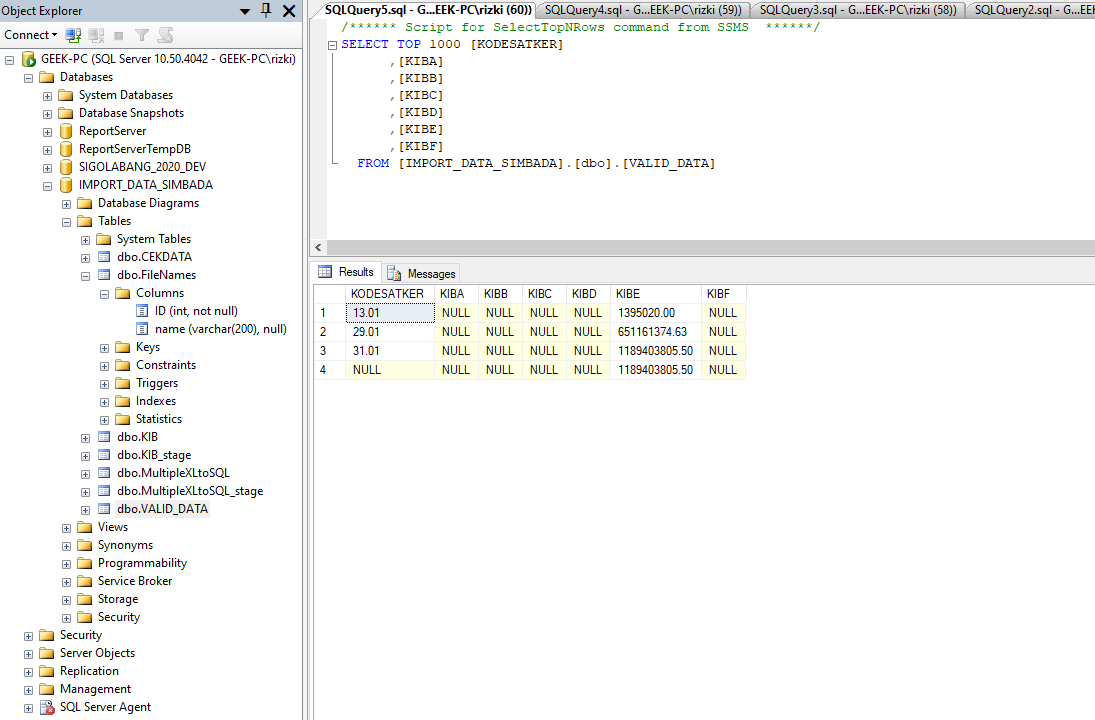 Object Explorer
Connect
GEEK-PC (SQL Server 10.50.4042 - GEEK-PC\rizki)
Databases
System Databases
Database Snapshots
ReportServer
ReportServerTempDB
SIGOLABANG_2020_DEV
IMPORT_DATA_SIMBADA
Database Diagrams
Tables
System Tables
dbo.CEKDATA
dbo.FileNames
Columns
ID (int, not null)
name (varchar(200), null)
Keys
Constraints
Triggers
Indexes
Statistics
dbo.KIB
dbo.KIB_stage
dbo.MultipleXLtoSQL
dbo.MultipleXLtoSQL_stage
dbo.VALID_DATA
Views
Synonyms
Programmability
Service Broker
Storage
Security
Security
Server Objects
Replication
Management
SQL Server Agent
SQLQuery5.sql - G...EEK-PC\rizki (60)) SQLQuery4.sql - G...EEK-PC\rizki (59)) SQLQuery3.sql - G...EEK-PC\rizki (58)) SQLQuery2.sql - G...EE
/****** Script for SelectTopNRows command from SSMS ******/
SELECT TOP 1000 [KODESATKER]
,[KIBA]
,[KIBB]
,[KIBC]
,[KIBD]
,[KIBE]
,[KIBF]
FROM [IMPORT_DATA_SIMBADA].[dbo].[VALID_DATA]
Results Messages
KODESATKER KIBA KIBB KIBC KIBD KIBE KIBF
1 13.01 NULL NULL NULL NULL 1395020.00 NULL
2 29.01 NULL NULL NULL NULL 651161374.63 NULL
3 31.01 NULL NULL NULL NULL 1189403805.50 NULL
4 NULL NULL NULL NULL NULL 1189403805.50 NULL